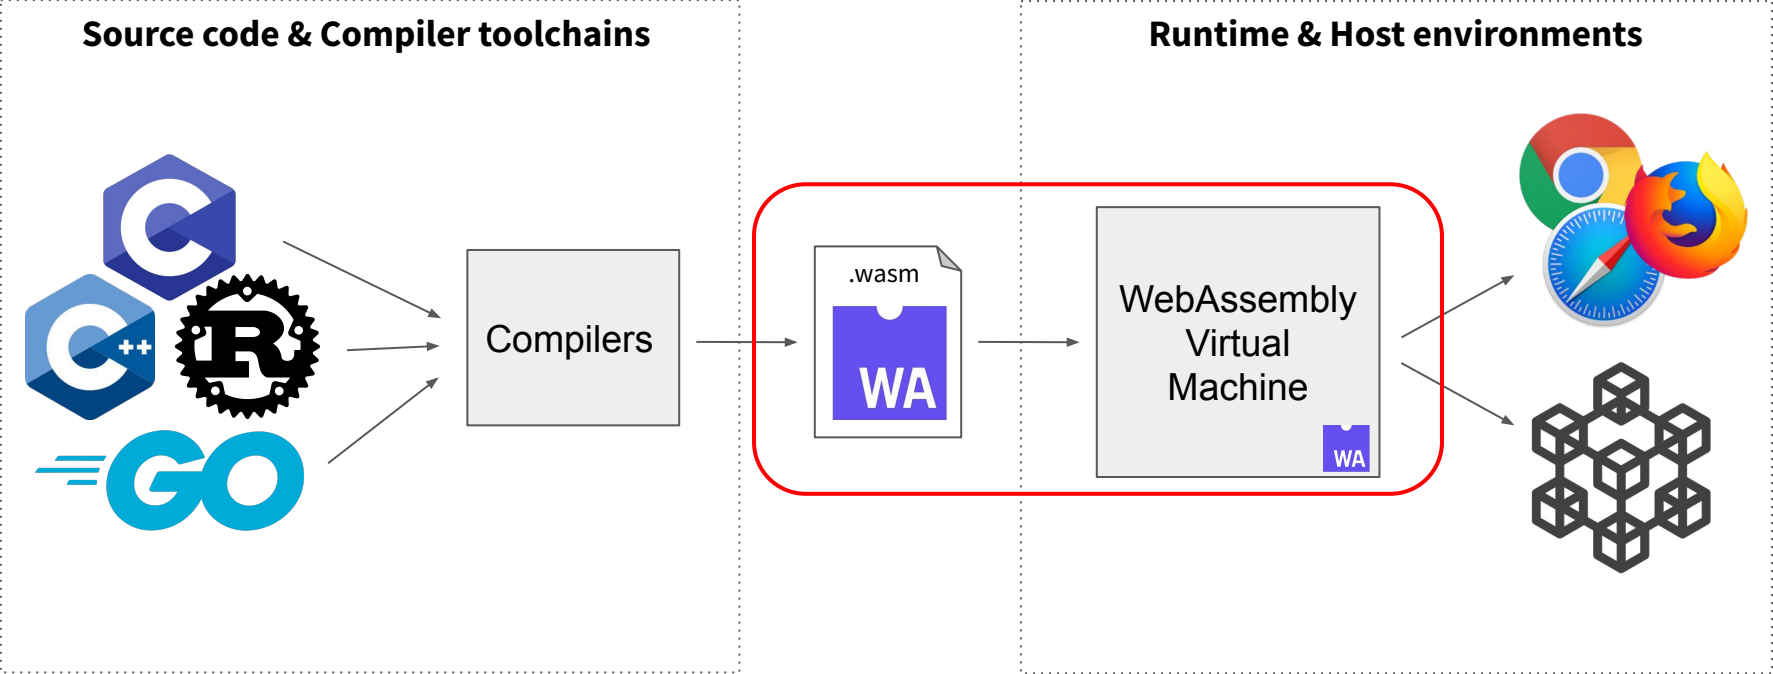 Source code & Compiler toolchains
Runtime & Host environments
C
C
++
R
GO
Compilers
.wasm
WA
WebAssembly
Virtual
Machine
WA